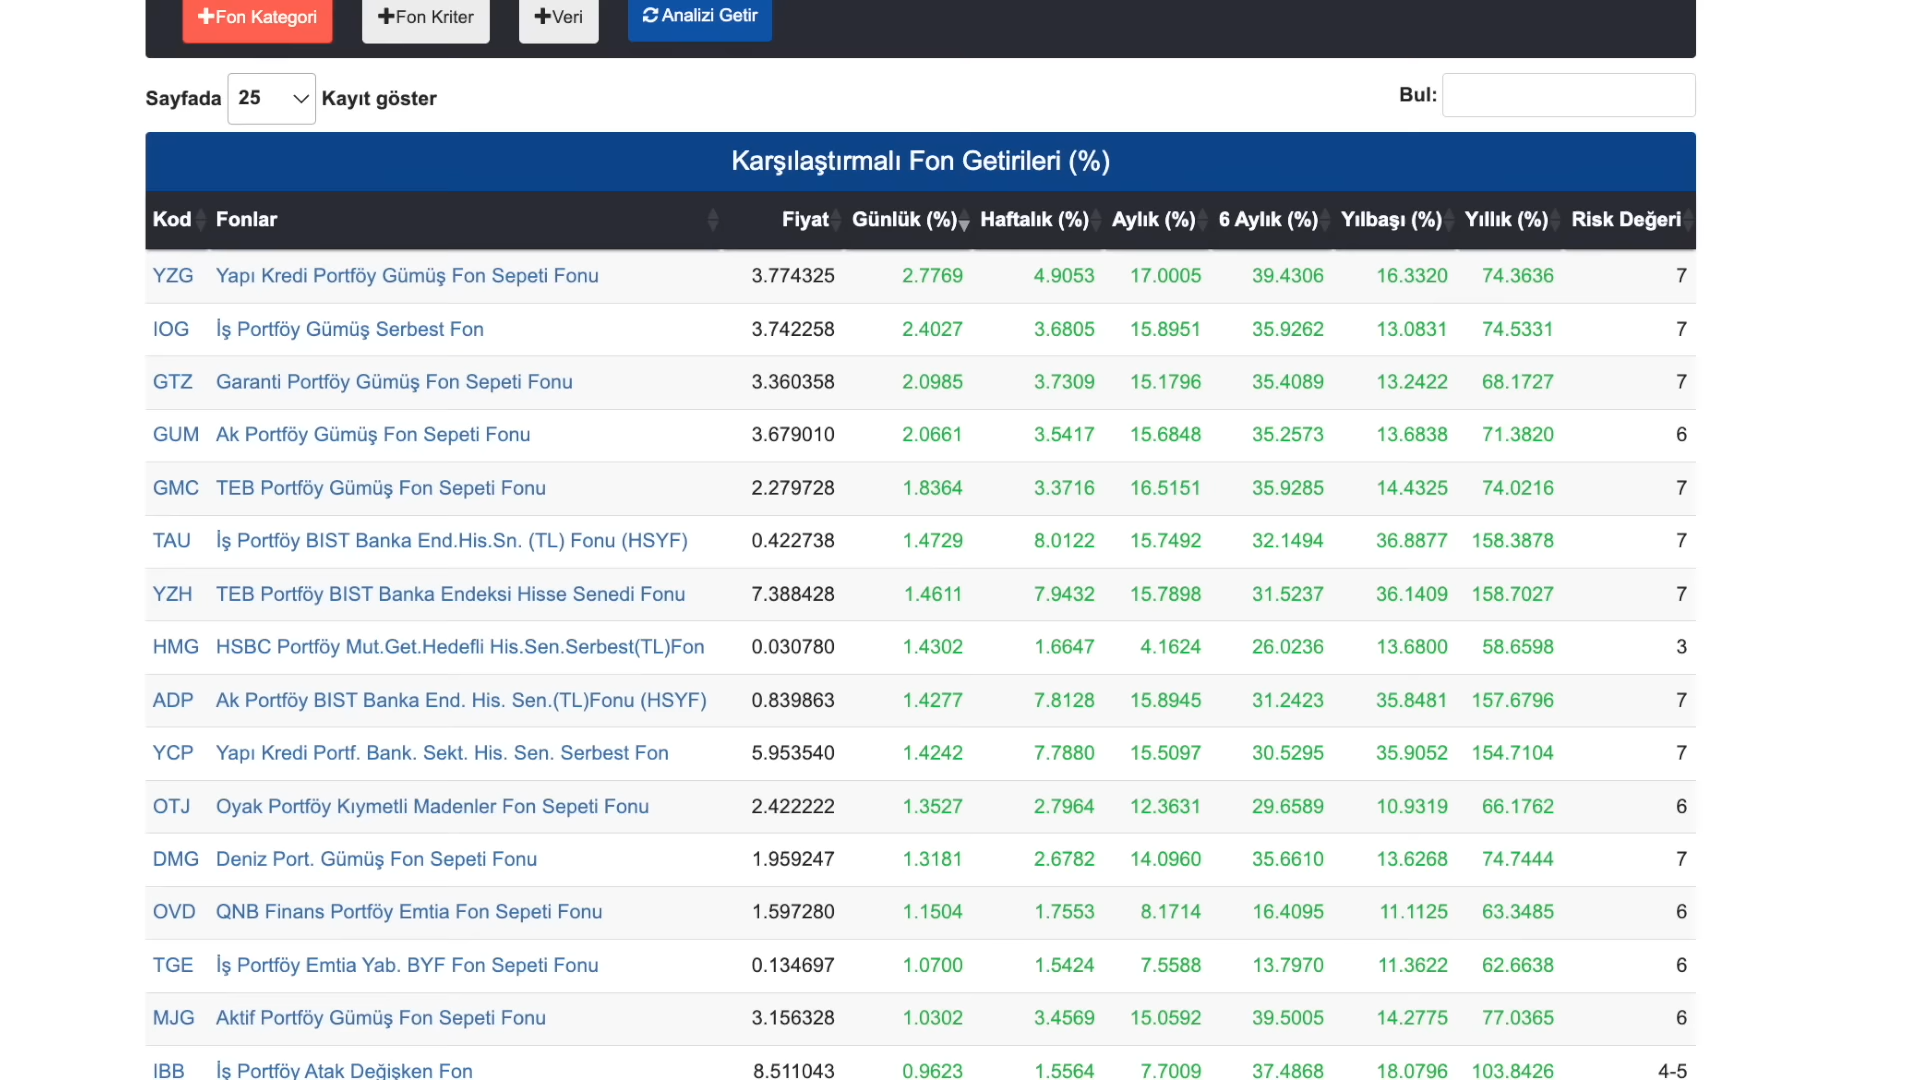 Fon Kategori Fon Kriter Veri Analizi Getir
Sayfada 25 Kayıt göster Bul:
Karşılaştırmalı Fon Getirileri (%)
Kod Fonlar Fiyat Günlük (%) Haftalık (%) Aylık (%) 6 Aylık (%) Yılbaşı (%) Yıllık (%) Risk Değeri
YZG Yapı Kredi Portföy Gümüş Fon Sepeti Fonu 3.774325 2.7769 4.9053 17.0005 39.4306 16.3320 74.3636 7
IOG İş Portföy Gümüş Serbest Fon 3.742258 2.4027 3.6805 15.8951 35.9262 13.0831 74.5331 7
GTZ Garanti Portföy Gümüş Fon Sepeti Fonu 3.360358 2.0985 3.7309 15.1796 35.4089 13.2422 68.1727 7
GUM Ak Portföy Gümüş Fon Sepeti Fonu 3.679010 2.0661 3.5417 15.6848 35.2573 13.6838 71.3820 6
GMC TEB Portföy Gümüş Fon Sepeti Fonu 2.279728 1.8364 3.3716 16.5151 35.9285 14.4325 74.0216 7
TAU İş Portföy BIST Banka End.His.Sn. (TL) Fonu (HSYF) 0.422738 1.4729 8.0122 15.7492 32.1494 36.8877 158.3878 7
YZH TEB Portföy BIST Banka Endeksi Hisse Senedi Fonu 7.388428 1.4611 7.9432 15.7898 31.5237 36.1409 158.7027 7
HMG HSBC Portföy Mut.Get.Hedefli His.Sen.Serbest(TL)Fon 0.030780 1.4302 1.6647 4.1624 26.0236 13.6800 58.6598 3
ADP Ak Portföy BIST Banka End. His. Sen.(TL)Fonu (HSYF) 0.839863 1.4277 7.8128 15.8945 31.2423 35.8481 157.6796 7
YCP Yapı Kredi Portf. Bank. Sekt. His. Sen. Serbest Fon 5.953540 1.4242 7.7880 15.5097 30.5295 35.9052 154.7104 7
OTJ Oyak Portföy Kıymetli Madenler Fon Sepeti Fonu 2.422222 1.3527 2.7964 12.3631 29.6589 10.9319 66.1762 6
DMG Deniz Port. Gümüş Fon Sepeti Fonu 1.959247 1.3181 2.6782 14.0960 35.6610 13.6268 74.7444 7
OVD QNB Finans Portföy Emtia Fon Sepeti Fonu 1.597280 1.1504 1.7553 8.1714 16.4095 11.1125 63.3485 6
TGE İş Portföy Emtia Yab. BYF Fon Sepeti Fonu 0.134697 1.0700 1.5424 7.5588 13.7970 11.3622 62.6638 6
MJG Aktif Portföy Gümüş Fon Sepeti Fonu 3.156328 1.0302 3.4569 15.0592 39.5005 14.2775 77.0365 6
IBB İş Portföy Atak Değişken Fon 8.511043 0.9623 1.5564 7.7009 37.4868 18.0796 103.8426 4-5